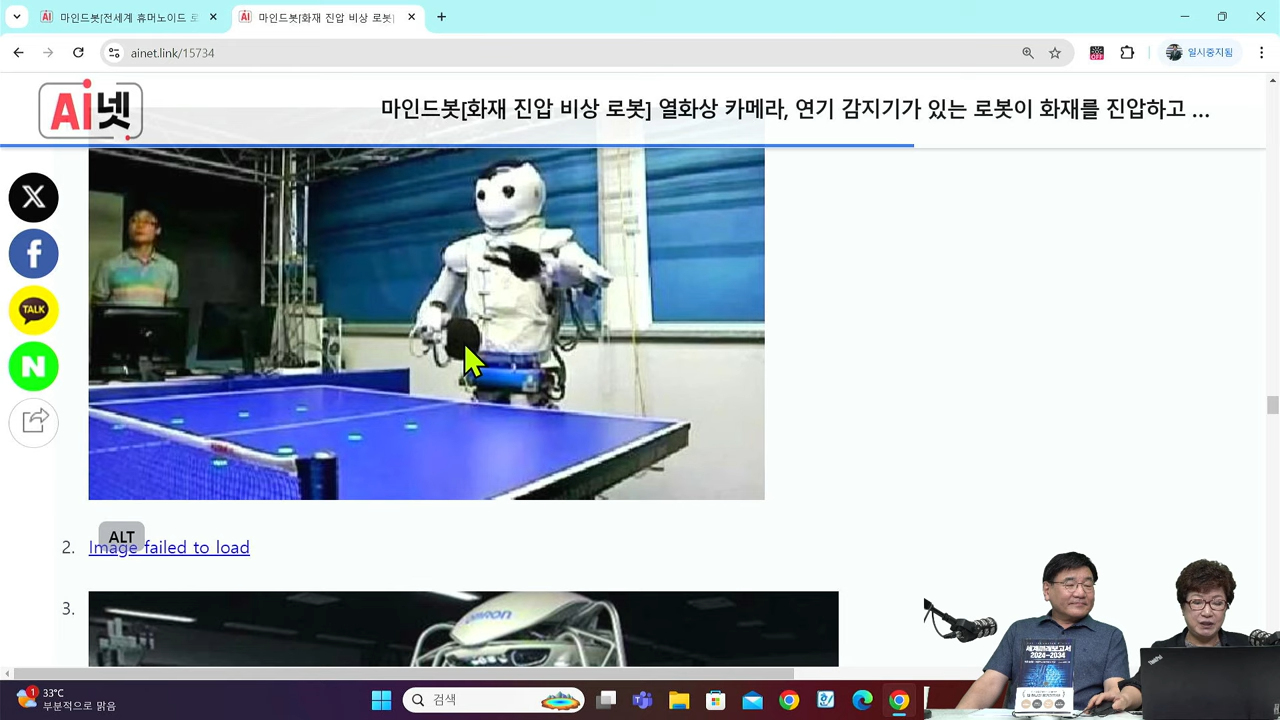 마인드봇[전세계 휴머노이드 로
마인드봇[화재 진압 비상 로봇]
ainet.link/15734
OFF
일시중지됨
Ai넷
마인드봇[화재 진압 비상 로봇] 열화상 카메라, 연기 감지기가 있는 로봇이 화재를 진압하고 ...
X
f
TALK
N
ALT
2. Image failed to load
3.
OMRON
세계미래보고서
2024-2034
ThinkPad
1
33°C
부분적으로 맑음
검색